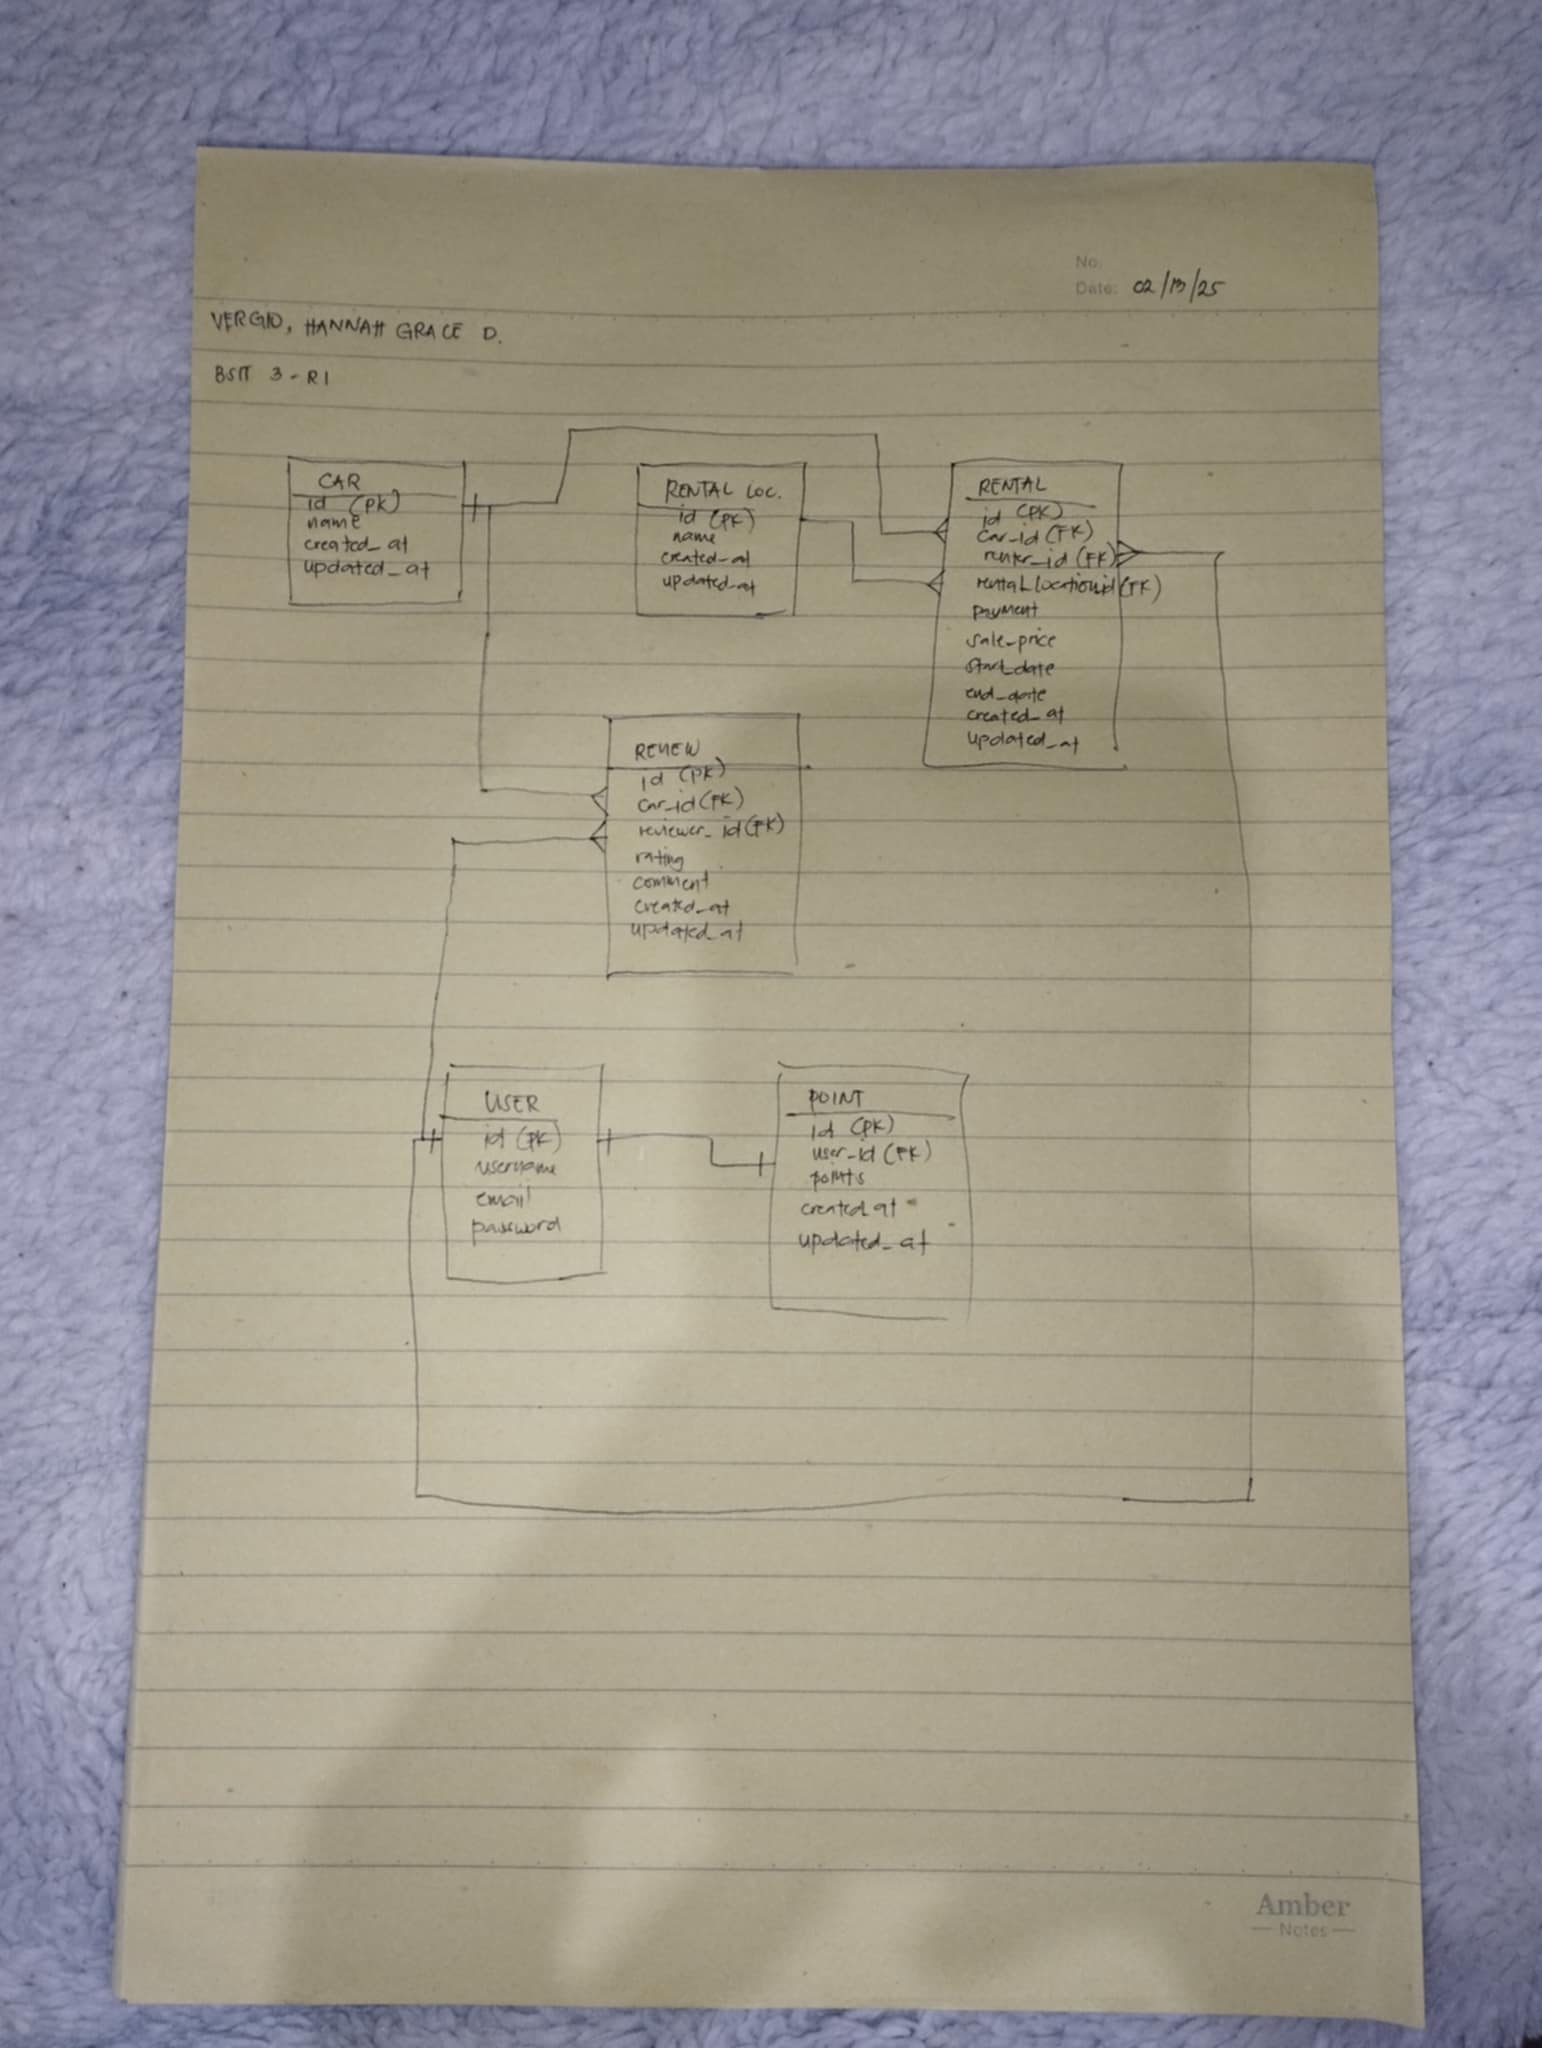 No.
Date: 02/13/25
VERGIO, HANNAH GRACE D.
BSIT 3-R1
CAR
id (PK)
name
created_at
updated_at
RENTAL LOC.
id (PK)
name
created_at
updated_at
RENTAL
id (PK)
car_id (FK)
renter_id (FK)
rental location_id (FK)
payment
sale_price
start_date
end_date
created_at
updated_at
REVIEW
id (PK)
car_id (FK)
reviewer_id (FK)
rating
comment
created_at
updated_at
USER
id (PK)
username
email
password
POINT
id (PK)
user_id (FK)
points
created_at
updated_at
Amber
Notes